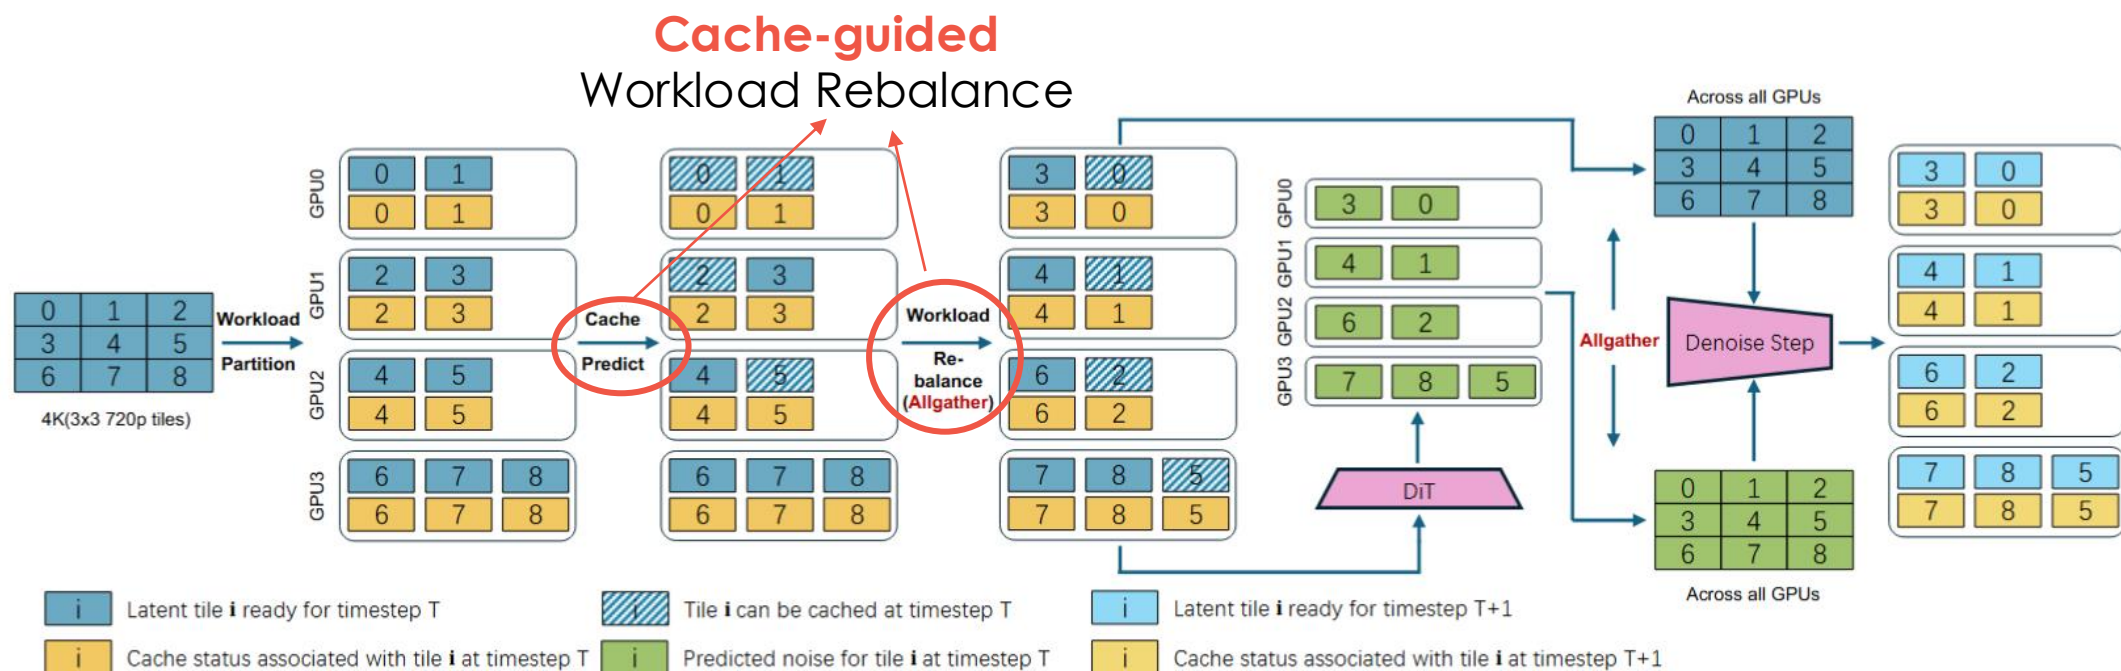 Cache-guided
Workload Rebalance
0 1 2
3 4 5
6 7 8
4K(3x3 720p tiles)
Workload
Partition
GPU0
0 1
0 1
GPU1
2 3
2 3
GPU2
4 5
4 5
GPU3
6 7 8
6 7 8
Cache
Predict
0 1
0 1
2 3
2 3
4 5
4 5
6 7 8
6 7 8
Workload
Re-
balance
(Allgather)
3 0
3 0
4 1
4 1
6 2
6 2
7 8 5
7 8 5
GPU0
3 0
GPU1
4 1
GPU2
6 2
GPU3
7 8 5
DiT
Allgather
Across all GPUs
0 1 2
3 4 5
6 7 8
Denoise Step
0 1 2
3 4 5
6 7 8
Across all GPUs
3 0
3 0
4 1
4 1
6 2
6 2
7 8 5
7 8 5
i Latent tile i ready for timestep T
i Tile i can be cached at timestep T
i Latent tile i ready for timestep T+1
i Cache status associated with tile i at timestep T
i Predicted noise for tile i at timestep T
i Cache status associated with tile i at timestep T+1